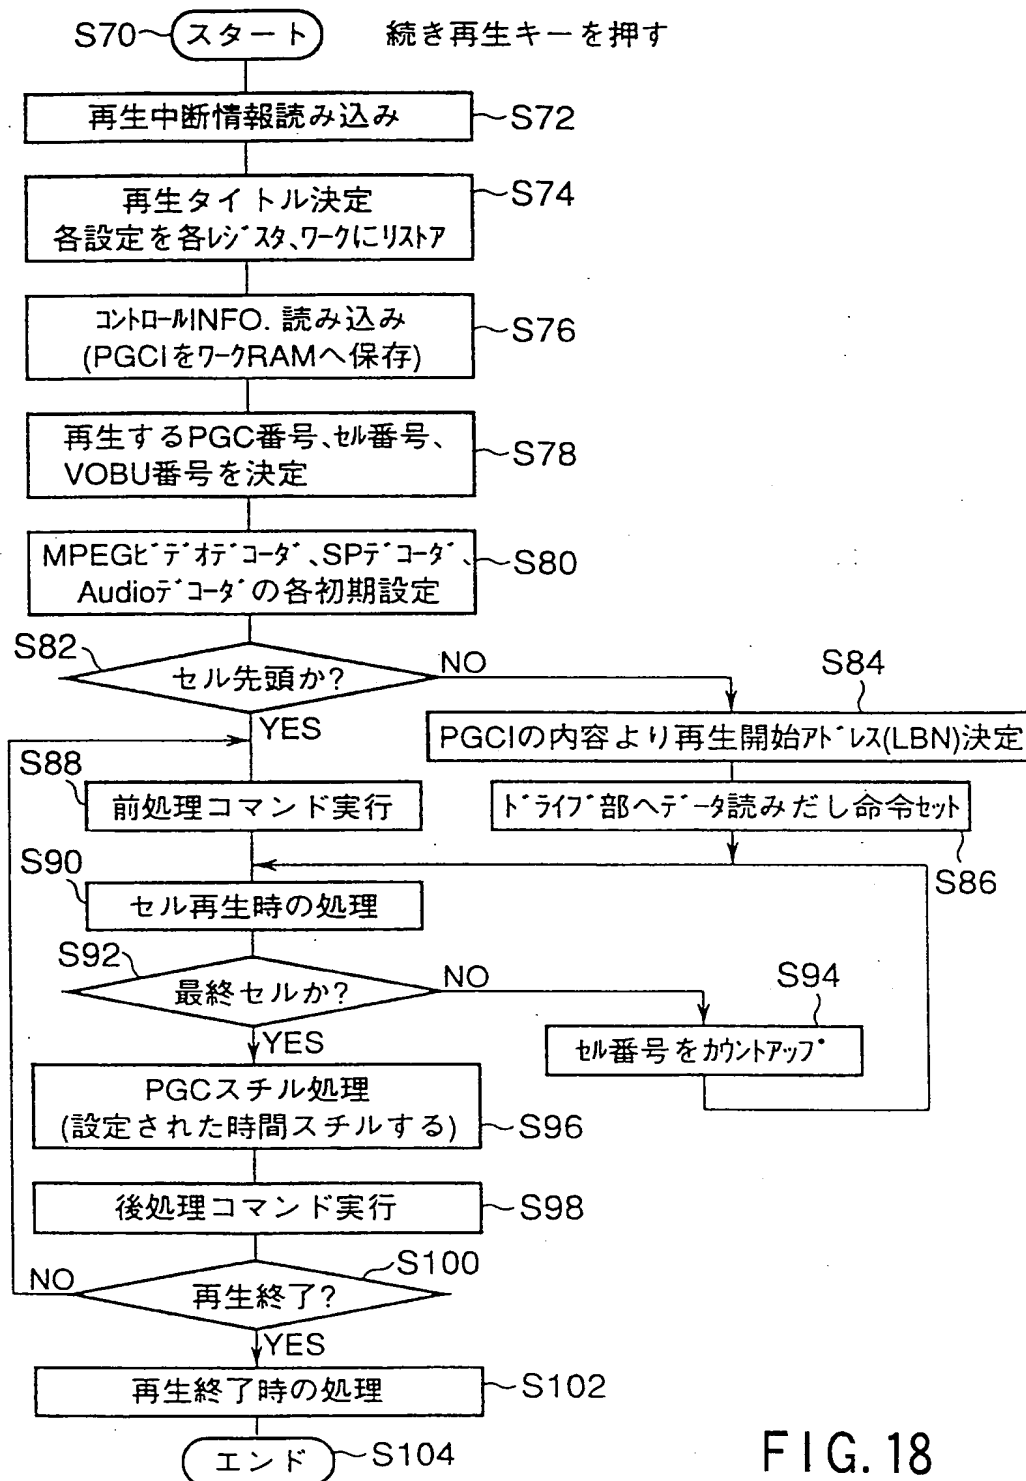 S70 スタート 続き再生キーを押す
再生中断情報読み込み S72
再生タイトル決定 S74
各設定を各レジスタ、ワークにリストア
コントロールINFO. 読み込み S76
(PGCIをワークRAMへ保存)
再生するPGC番号、セル番号、 S78
VOBU番号を決定
MPEGビデオデコーダ、SPデコーダ、 S80
Audioデコーダの各初期設定
S82 セル先頭か? NO S84
YES
PGCIの内容より再生開始アドレス(LBN)決定
S88
前処理コマンド実行 ドライブ部へデータ読みだし命令セット
S86
S90
セル再生時の処理
S92 最終セルか? NO S94
YES
セル番号をカウントアップ
PGCスチル処理
(設定された時間スチルする) S96
後処理コマンド実行 S98
S100
NO 再生終了?
YES
再生終了時の処理 S102
エンド S104
FIG.18